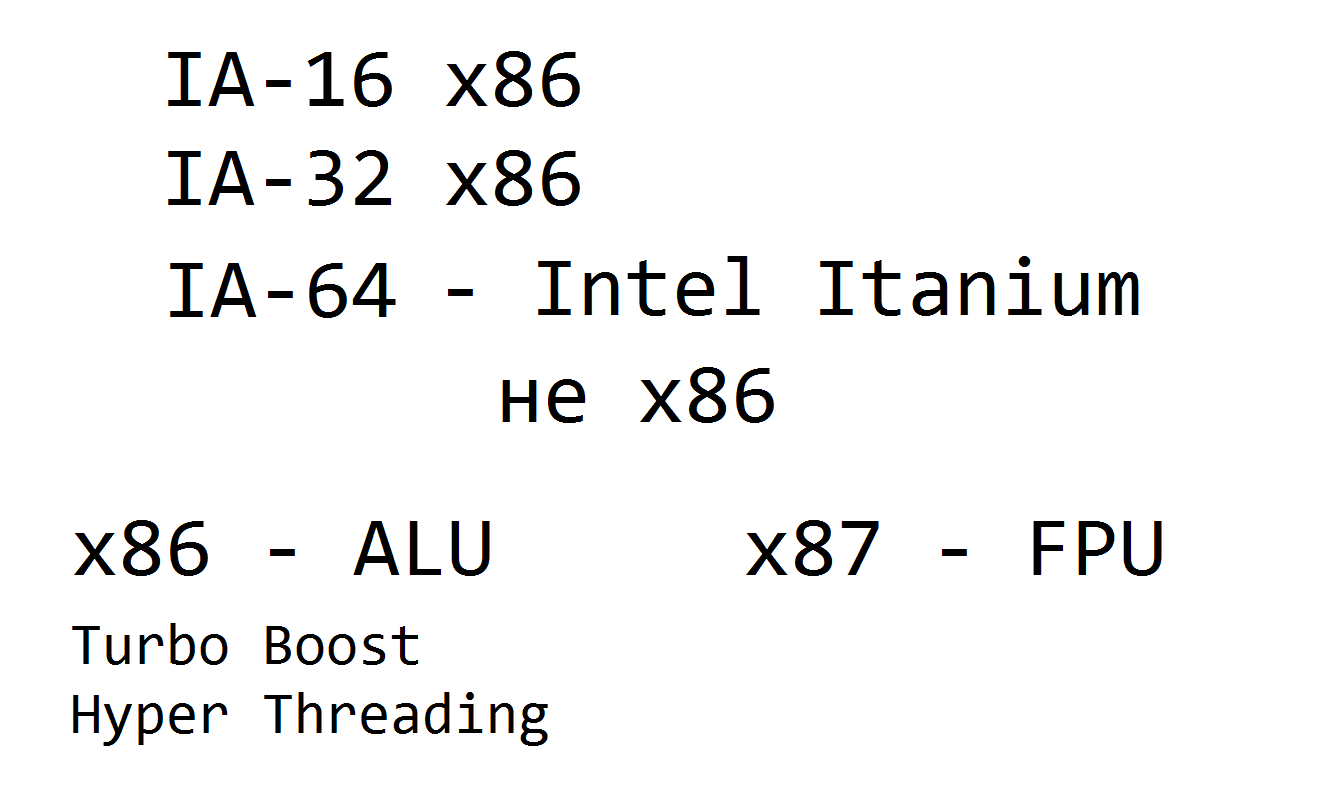 IA-16 x86
IA-32 x86
IA-64 - Intel Itanium
не x86
x86 - ALU
x87 - FPU
Turbo Boost
Hyper Threading